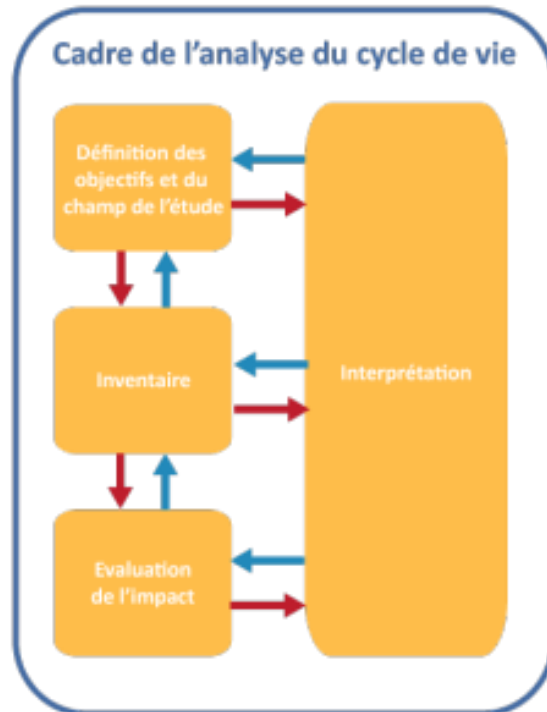 Cadre de l'analyse du cycle de vie
Définition des
objectifs et du
champ de l'étude
Inventaire
Interprétation
Evaluation
de l'impact